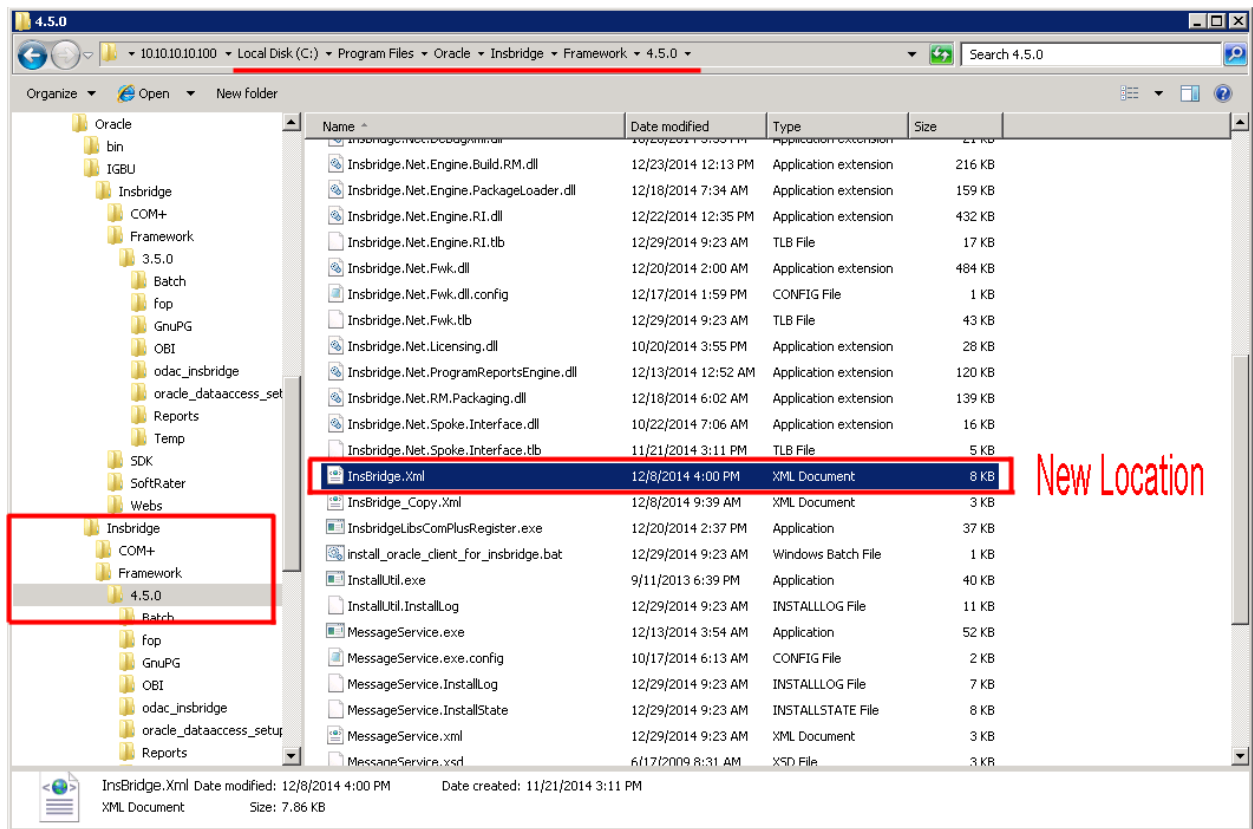 4.5.0
10.10.10.10.100 Local Disk (C:) Program Files Oracle Insbridge Framework 4.5.0
Search 4.5.0
Organize Open New folder
Oracle
bin
IGBU
Insbridge
COM+
Framework
3.5.0
Batch
fop
GnuPG
OBI
odac_insbridge
oracle_dataaccess_set
Reports
Temp
SDK
SoftRater
Webs
Insbridge
COM+
Framework
4.5.0
Batch
fop
GnuPG
OBI
odac_insbridge
oracle_dataaccess_setup
Reports
Name Date modified Type Size
Insbridge.Net.Engine.Build.RM.dll 12/23/2014 12:13 PM Application extension 216 KB
Insbridge.Net.Engine.PackageLoader.dll 12/18/2014 7:34 AM Application extension 159 KB
Insbridge.Net.Engine.RI.dll 12/22/2014 12:35 PM Application extension 432 KB
Insbridge.Net.Engine.RI.tlb 12/29/2014 9:23 AM TLB File 17 KB
Insbridge.Net.Fwk.dll 12/20/2014 2:00 AM Application extension 484 KB
Insbridge.Net.Fwk.dll.config 12/17/2014 1:59 PM CONFIG File 1 KB
Insbridge.Net.Fwk.tlb 12/29/2014 9:23 AM TLB File 43 KB
Insbridge.Net.Licensing.dll 10/20/2014 3:55 PM Application extension 28 KB
Insbridge.Net.ProgramReportsEngine.dll 12/13/2014 12:52 AM Application extension 120 KB
Insbridge.Net.RM.Packaging.dll 12/18/2014 6:02 AM Application extension 139 KB
Insbridge.Net.Spoke.Interface.dll 10/22/2014 7:06 AM Application extension 16 KB
Insbridge.Net.Spoke.Interface.tlb 11/21/2014 3:11 PM TLB File 5 KB
InsBridge.Xml 12/8/2014 4:00 PM XML Document 8 KB
New Location
InsBridge_Copy.Xml 12/8/2014 9:39 AM XML Document 3 KB
InsbridgeLibsComPlusRegister.exe 12/20/2014 2:37 PM Application 37 KB
install_oracle_client_for_insbridge.bat 12/29/2014 9:23 AM Windows Batch File 1 KB
InstallUtil.exe 9/11/2013 6:39 PM Application 40 KB
InstallUtil.InstallLog 12/29/2014 9:23 AM INSTALLLOG File 11 KB
MessageService.exe 12/13/2014 3:54 AM Application 52 KB
MessageService.exe.config 10/17/2014 6:13 AM CONFIG File 2 KB
MessageService.InstallLog 12/29/2014 9:23 AM INSTALLLOG File 7 KB
MessageService.InstallState 12/29/2014 9:23 AM INSTALLSTATE File 8 KB
MessageService.xml 12/29/2014 9:23 AM XML Document 3 KB
MessageService.xsd 6/17/2009 8:31 AM XSD File 3 KB
InsBridge.Xml Date modified: 12/8/2014 4:00 PM Date created: 11/21/2014 3:11 PM
XML Document Size: 7.86 KB